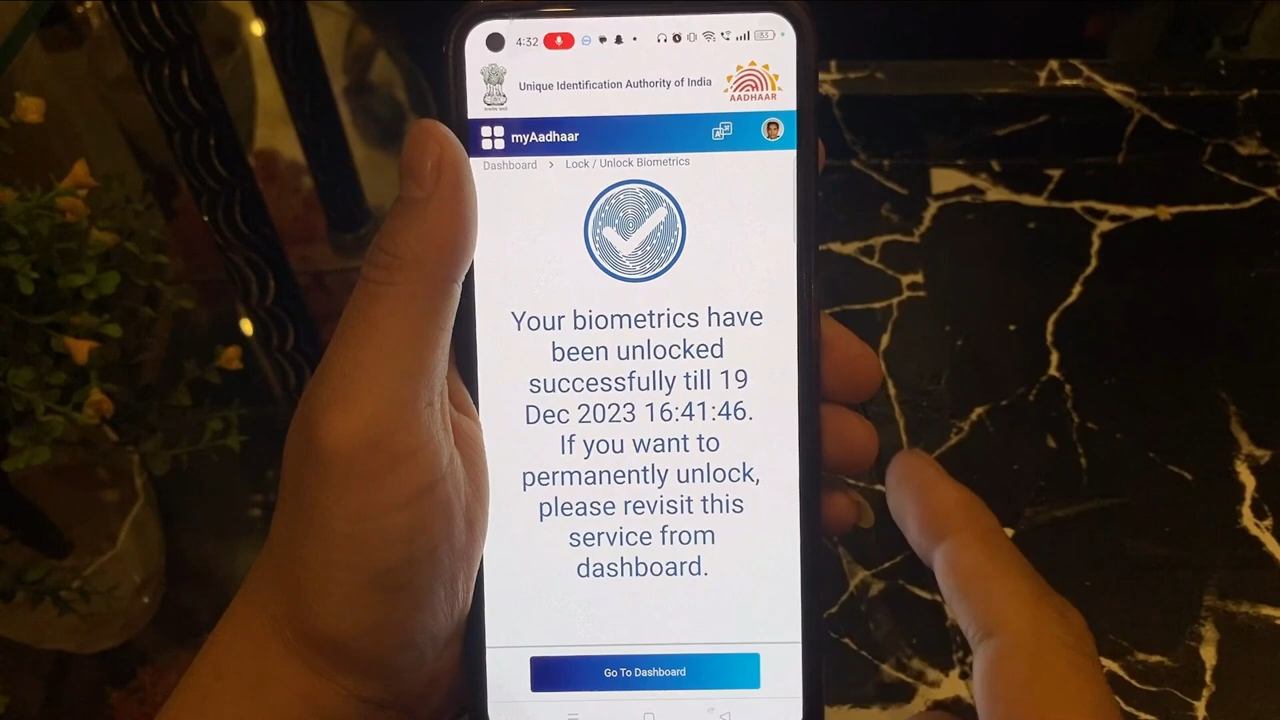 4:32 83
Unique Identification Authority of India
AADHAAR
myAadhaar
Dashboard > Lock / Unlock Biometrics
Your biometrics have
been unlocked
successfully till 19
Dec 2023 16:41:46.
If you want to
permanently unlock,
please revisit this
service from
dashboard.
Go To Dashboard